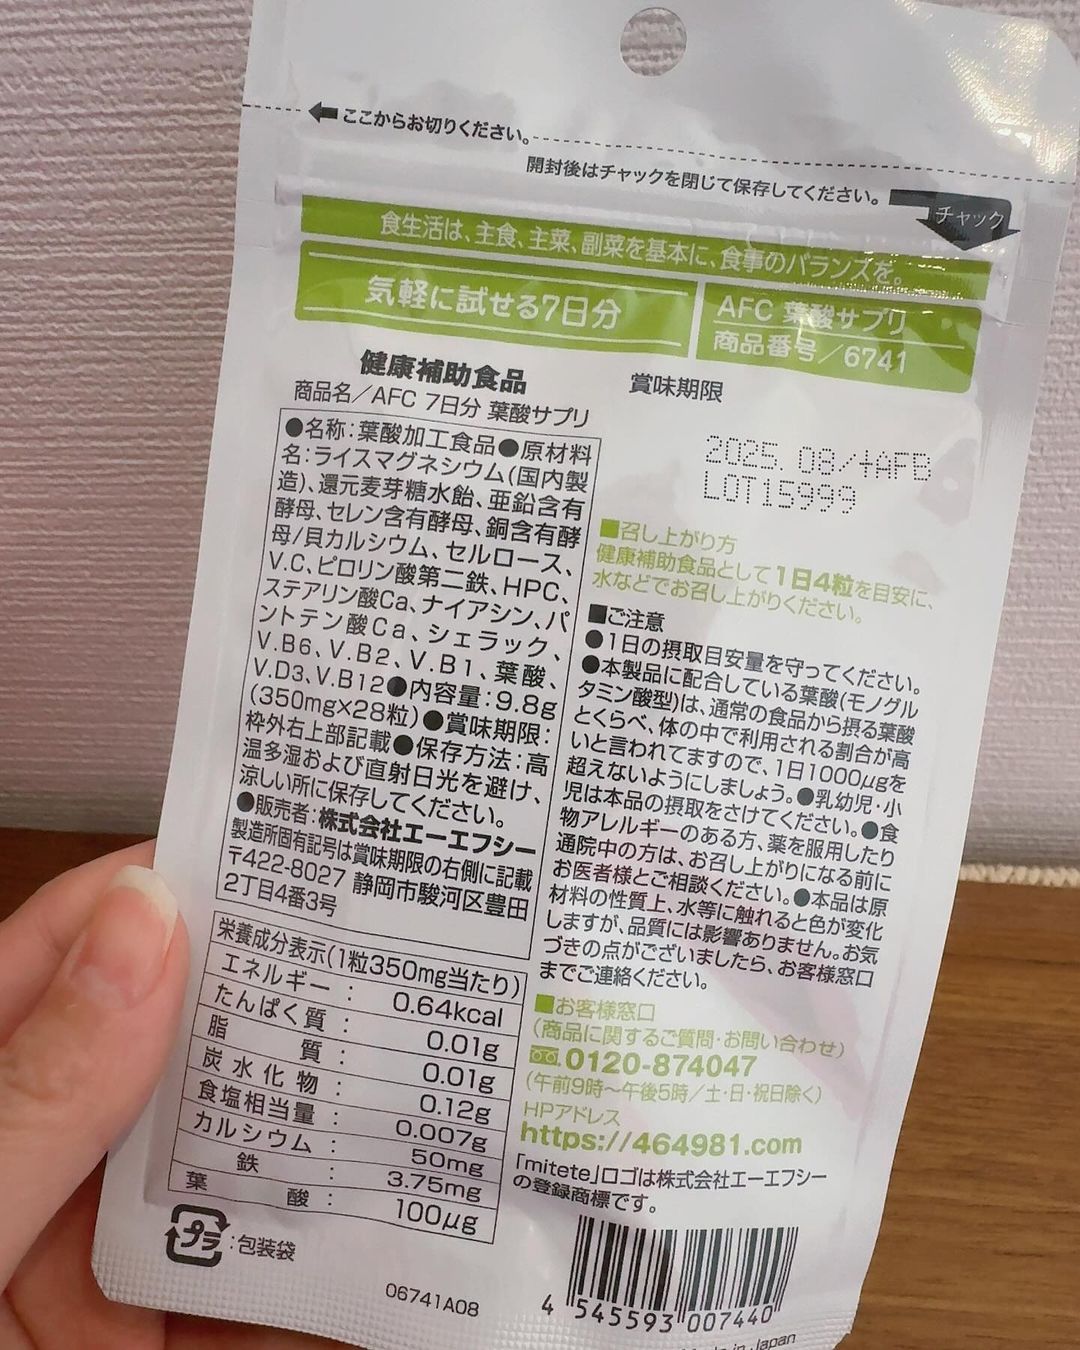 ここからお切りください。
開封後はチャックを閉じて保存してください。
チャック
食生活は、主食、主菜、副菜を基本に、食事のバランスを。
気軽に試せる7日分
AFC 葉酸サプリ
商品番号／6741
健康補助食品
商品名／AFC 7日分 葉酸サプリ
●名称:葉酸加工食品●原材料
名:ライスマグネシウム(国内製
造)、還元麦芽糖水飴、亜鉛含有
酵母、セレン含有酵母、銅含有酵
母/貝カルシウム、セルロース、
V.C、ピロリン酸第二鉄、HPC、
ステアリン酸Ca、ナイアシン、パ
ントテン酸Ca、シェラック、
V.B6、V.B2、V.B1、葉酸、
V.D3、V.B12●内容量:9.8g
(350mg×28粒)●賞味期限:
枠外右上部記載●保存方法:高
温多湿および直射日光を避け、
涼しい所に保存してください。
●販売者:株式会社エーエフシー
製造所固有記号は賞味期限の右側に記載
〒422-8027 静岡市駿河区豊田
2丁目4番3号
栄養成分表示(1粒350mg当たり)
エネルギー : 0.64kcal
たんぱく質 : 0.01g
脂質 : 0.01g
炭水化物 : 0.12g
食塩相当量 : 0.007g
カルシウム : 50mg
鉄 : 3.75mg
葉酸 : 100μg
プラ :包装袋
06741A08
賞味期限
2025. 08/+AFB
LOT15999
■召し上がり方
健康補助食品として1日4粒を目安に、
水などでお召し上がりください。
■ご注意
●1日の摂取目安量を守ってください。
●本製品に配合している葉酸(モノグル
タミン酸型)は、通常の食品から摂る葉酸
とくらべ、体の中で利用される割合が高
いと言われてますので、1日1000μgを
超えないようにしましょう。●乳幼児・小
児は本品の摂取をさけてください。●食
物アレルギーのある方、薬を服用したり
通院中の方は、お召し上がりになる前に
お医者様とご相談ください。●本品は原
材料の性質上、水等に触れると色が変化
しますが、品質には影響ありません。お気
づきの点がございましたら、お客様窓口
までご連絡ください。
■お客様窓口
(商品に関するご質問・お問い合わせ)
0120-874047
(午前9時〜午後5時／土・日・祝日除く)
HPアドレス
https://464981.com
「mitete」ロゴは株式会社エーエフシー
の登録商標です。
4 545593 007440
Made in Japan